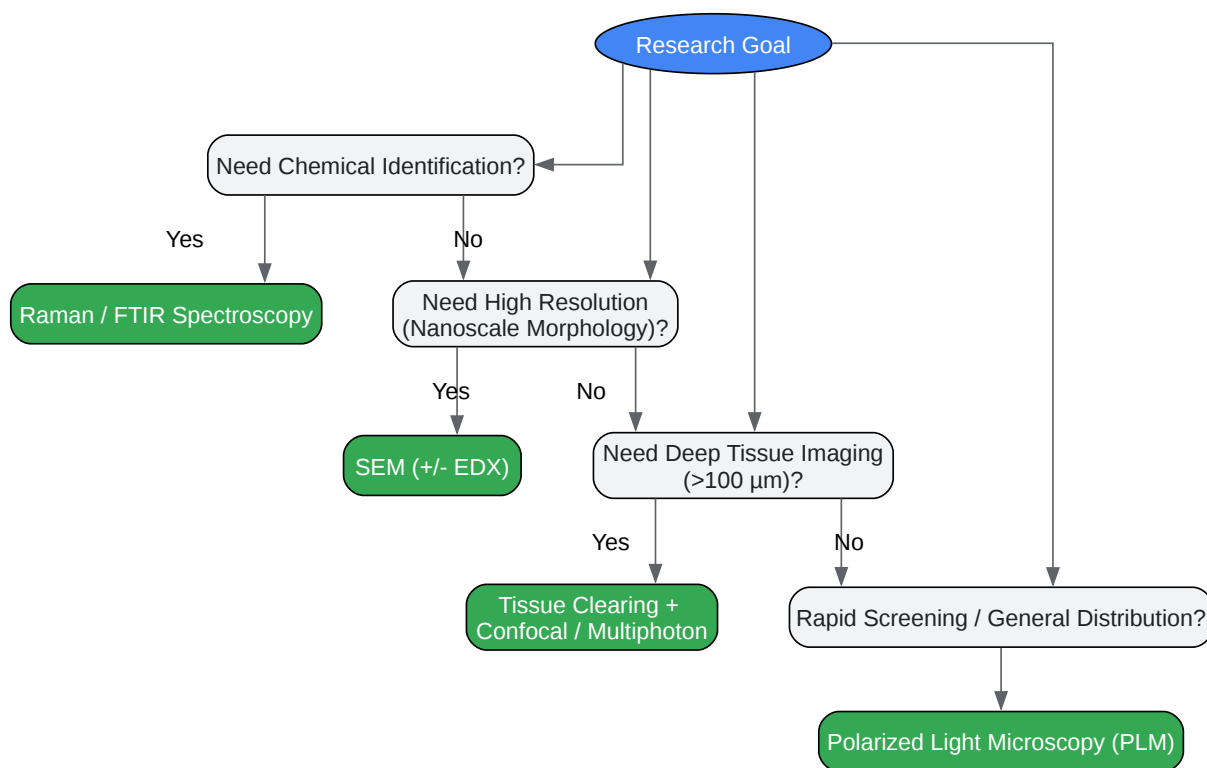 Research Goal
Need Chemical Identification?
Yes
No
Raman / FTIR Spectroscopy
Need High Resolution
(Nanoscale Morphology)?
Yes
No
SEM (+/- EDX)
Need Deep Tissue Imaging
(>100 µm)?
Yes
No
Tissue Clearing +
Confocal / Multiphoton
Rapid Screening / General Distribution?
Polarized Light Microscopy (PLM)